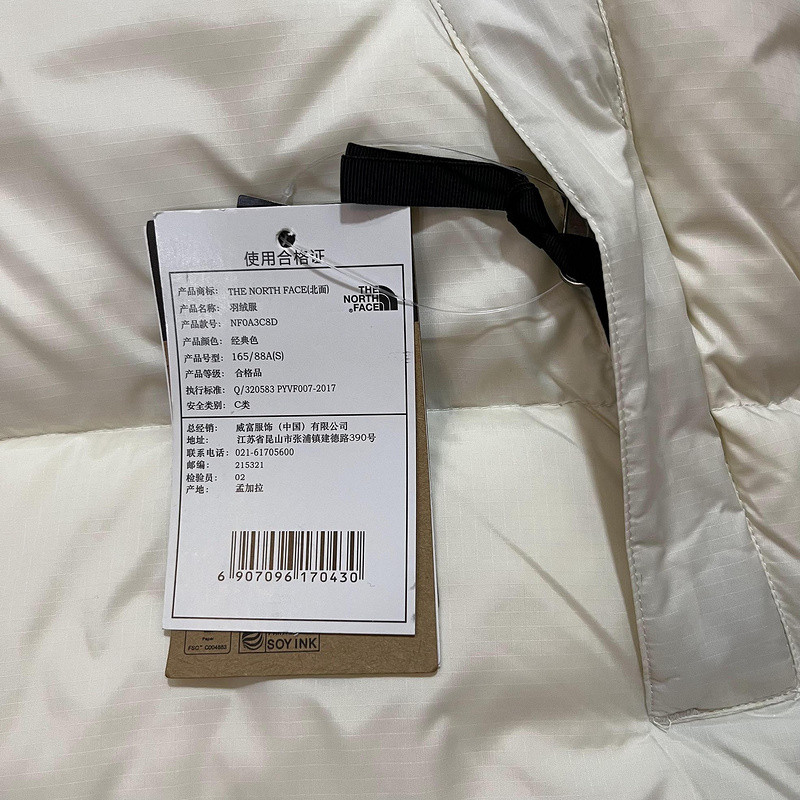 使用合格证
产品商标: THE NORTH FACE(北面)
THE
NORTH
FACE
产品名称: 羽绒服
产品款号: NF0A3C8D
产品颜色: 经典色
产品号型: 165/88A(S)
产品等级: 合格品
执行标准: Q/320583 PYVF007-2017
安全类别: C类
总经销: 威富服饰（中国）有限公司
地址: 江苏省昆山市张浦镇建德路390号
联系电话: 021-61705600
邮编: 215321
检验员: 02
产地: 孟加拉
6 907096 170430
Paper
FSC™ C004863
SOY INK